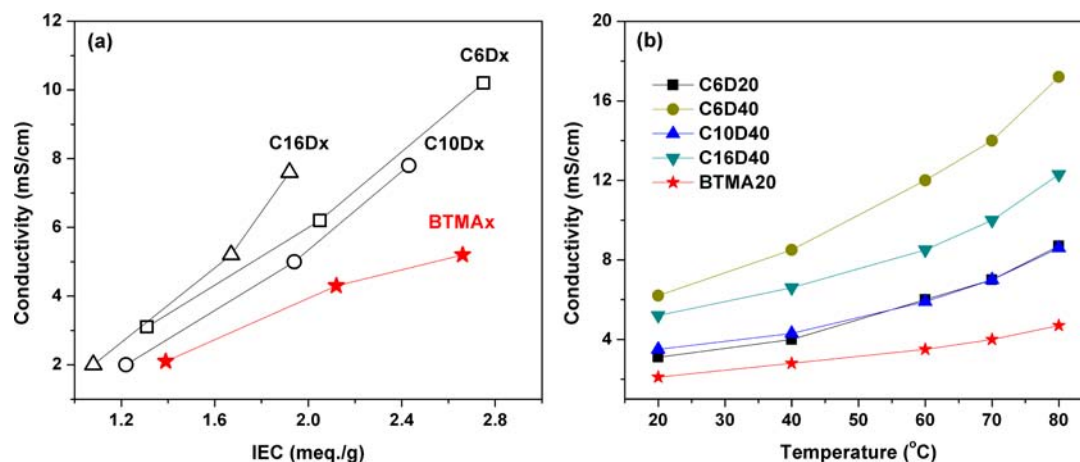 (a)
C6Dx
C16Dx
C10Dx
BTMAx
12
10
8
6
4
2
1.2 1.6 2.0 2.4 2.8
Conductivity (mS/cm)
IEC (meq./g)
(b)
C6D20
C6D40
C10D40
C16D40
BTMA20
20
16
12
8
4
20 30 40 50 60 70 80
Conductivity (mS/cm)
Temperature (°C)